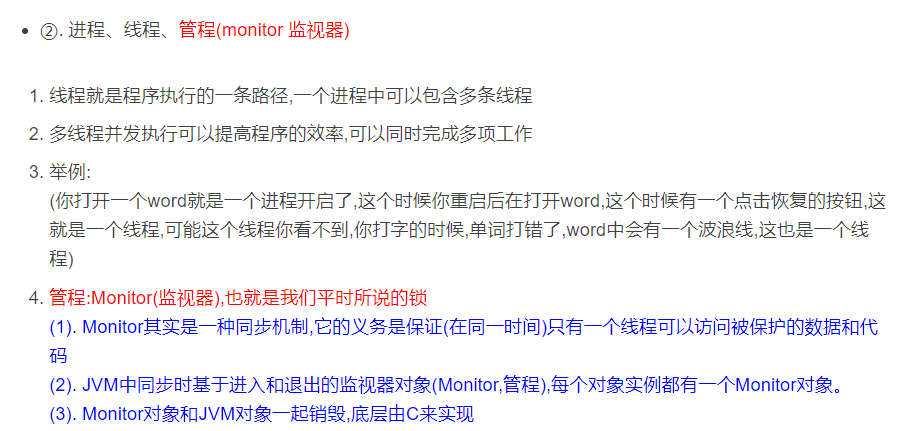 ②. 进程、线程、管程(monitor 监视器)
1. 线程就是程序执行的一条路径,一个进程中可以包含多条线程
2. 多线程并发执行可以提高程序的效率,可以同时完成多项工作
3. 举例:
(你打开一个word就是一个进程开启了,这个时候你重启后在打开word,这个时候有一个点击恢复的按钮,这
就是一个线程,可能这个线程你看不到,你打字的时候,单词打错了,word中会有一个波浪线,这也是一个线
程)
4. 管程:Monitor(监视器),也就是我们平时所说的锁
(1). Monitor其实是一种同步机制,它的义务是保证(在同一时间)只有一个线程可以访问被保护的数据和代
码
(2). JVM中同步时基于进入和退出的监视器对象(Monitor,管程),每个对象实例都有一个Monitor对象。
(3). Monitor对象和JVM对象一起销毁,底层由C来实现